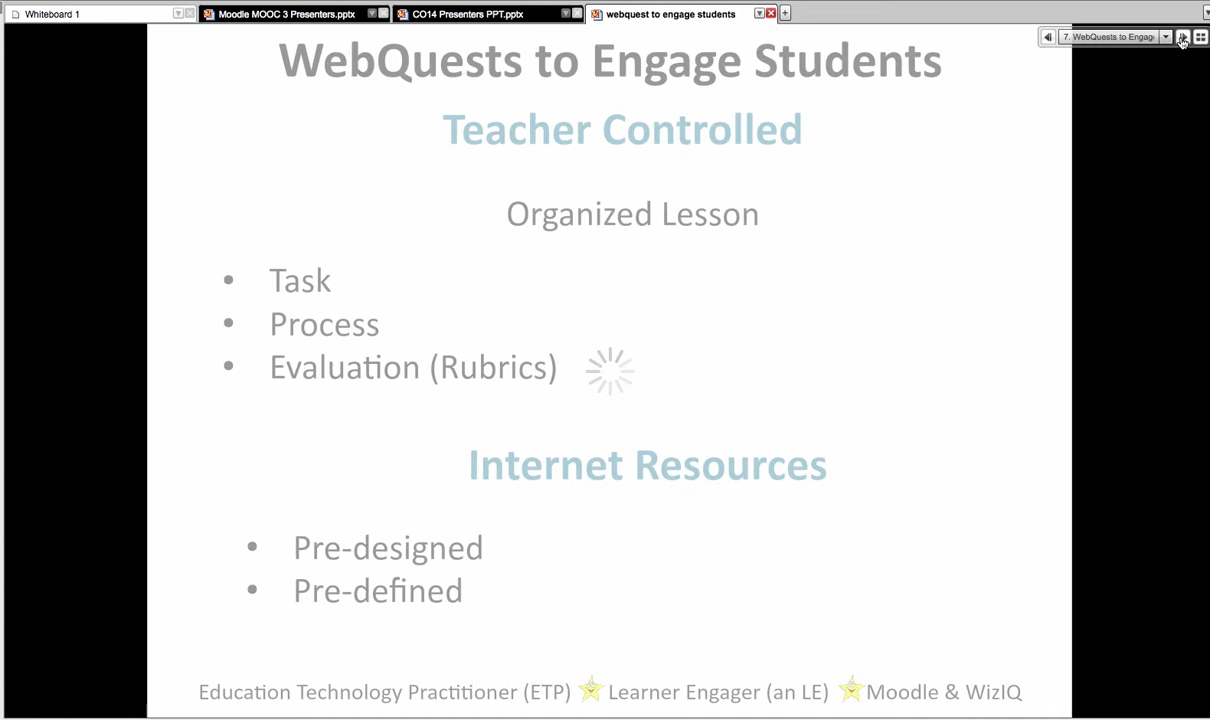 Whiteboard 1
Moodle MOOC 3 Presenters.pptx
CO14 Presenters PPT.pptx
webquest to engage students
7. WebQuests to Engag
WebQuests to Engage Students
Teacher Controlled
Organized Lesson
• Task
• Process
• Evaluation (Rubrics)
Internet Resources
• Pre-designed
• Pre-defined
Education Technology Practitioner (ETP) Learner Engager (an LE) Moodle & WizIQ